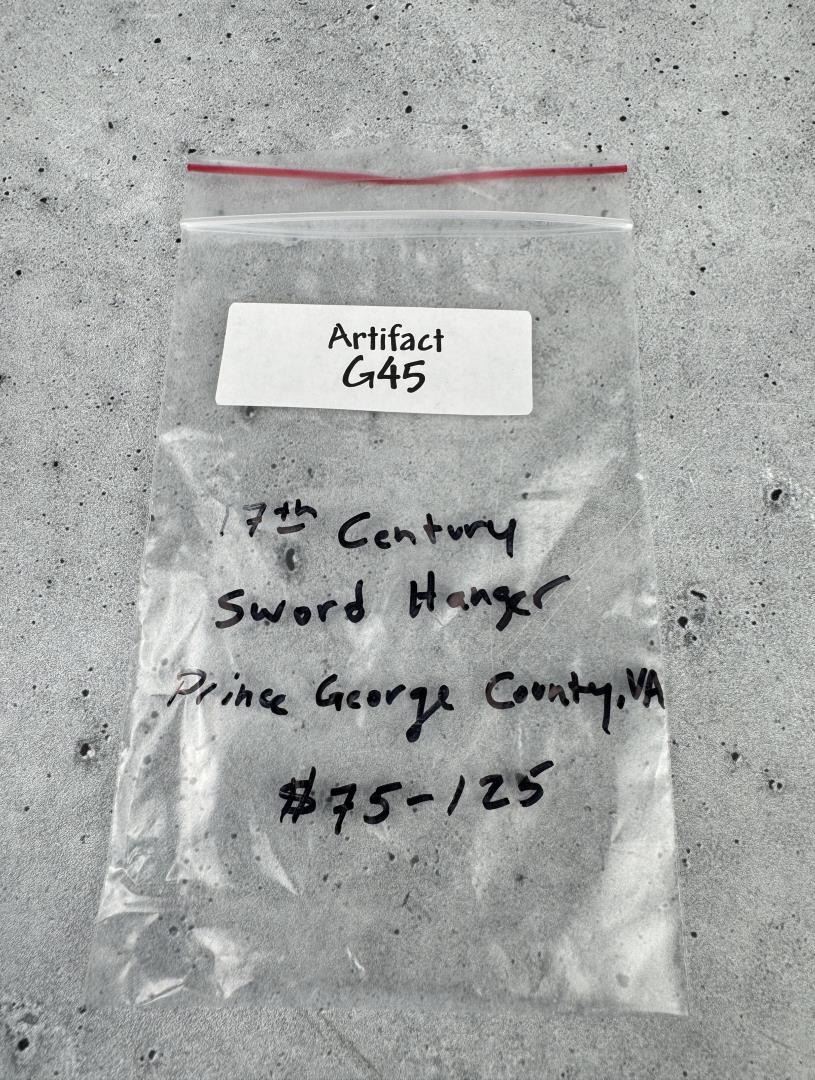 Artifact
G45
17th Century
Sword Hanger
Prince George County, VA
$75-125